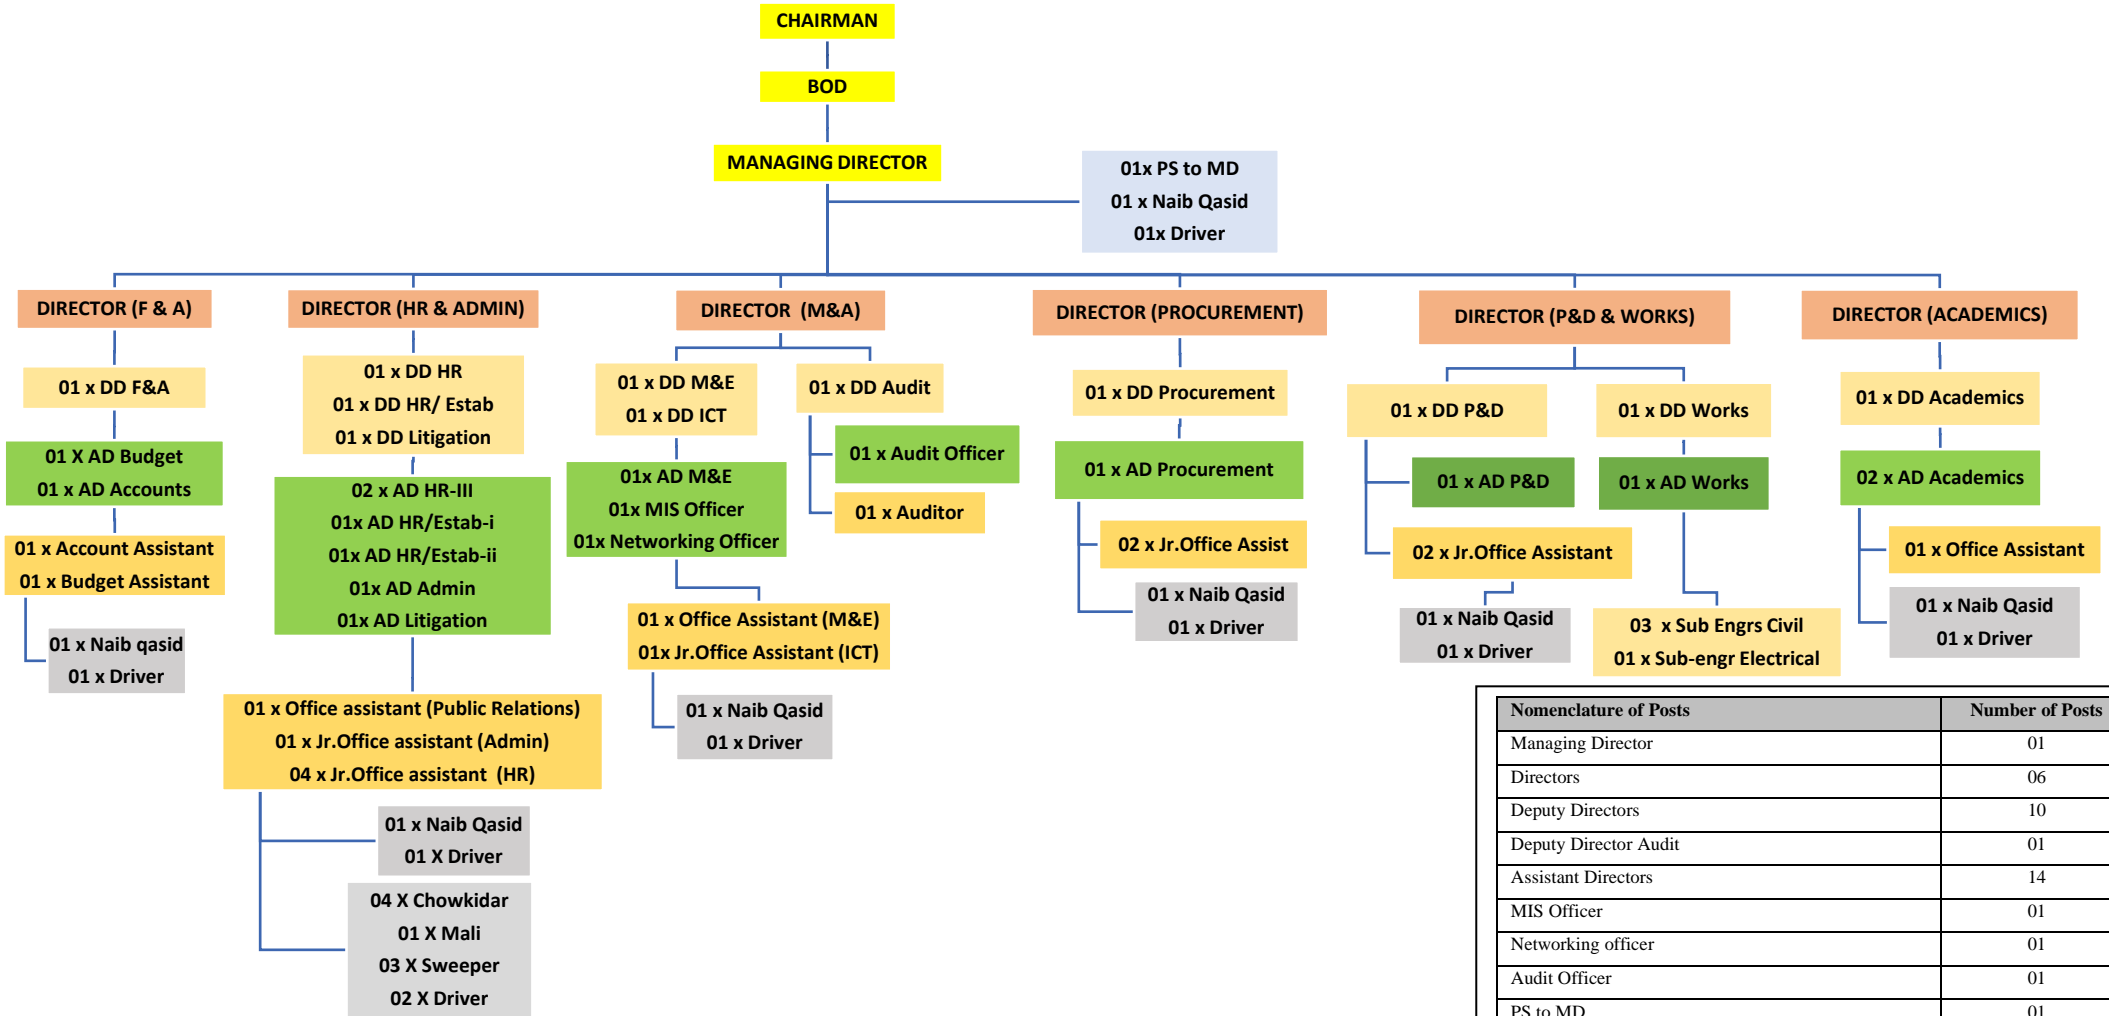 CHAIRMAN
BOD
MANAGING DIRECTOR
01x PS to MD
01 x Naib Qasid
01x Driver
DIRECTOR (F & A)
01 x DD F&A
01 X AD Budget
01 x AD Accounts
01 x Account Assistant
01 x Budget Assistant
01 x Naib qasid
01 x Driver
DIRECTOR (HR & ADMIN)
01 x DD HR
01 x DD HR/ Estab
01 x DD Litigation
02 x AD HR-III
01x AD HR/Estab-i
01x AD HR/Estab-ii
01x AD Admin
01x AD Litigation
01 x Office assistant (Public Relations)
01 x Jr.Office assistant (Admin)
04 x Jr.Office assistant (HR)
01 x Naib Qasid
01 X Driver
04 X Chowkidar
01 X Mali
03 X Sweeper
02 X Driver
DIRECTOR (M&A)
01 x DD M&E
01 x DD ICT
01x AD M&E
01x MIS Officer
01x Networking Officer
01 x Office Assistant (M&E)
01x Jr.Office Assistant (ICT)
01 x Naib Qasid
01 x Driver
01 x DD Audit
01 x Audit Officer
01 x Auditor
DIRECTOR (PROCUREMENT)
01 x DD Procurement
01 x AD Procurement
02 x Jr.Office Assist
01 x Naib Qasid
01 x Driver
DIRECTOR (P&D & WORKS)
01 x DD P&D
01 x AD P&D
02 x Jr.Office Assistant
01 x Naib Qasid
01 x Driver
01 x DD Works
01 x AD Works
03 x Sub Engrs Civil
01 x Sub-engr Electrical
DIRECTOR (ACADEMICS)
01 x DD Academics
02 x AD Academics
01 x Office Assistant
01 x Naib Qasid
01 x Driver
Nomenclature of Posts Number of Posts
Managing Director 01
Directors 06
Deputy Directors 10
Deputy Director Audit 01
Assistant Directors 14
MIS Officer 01
Networking officer 01
Audit Officer 01
PS to MD 01